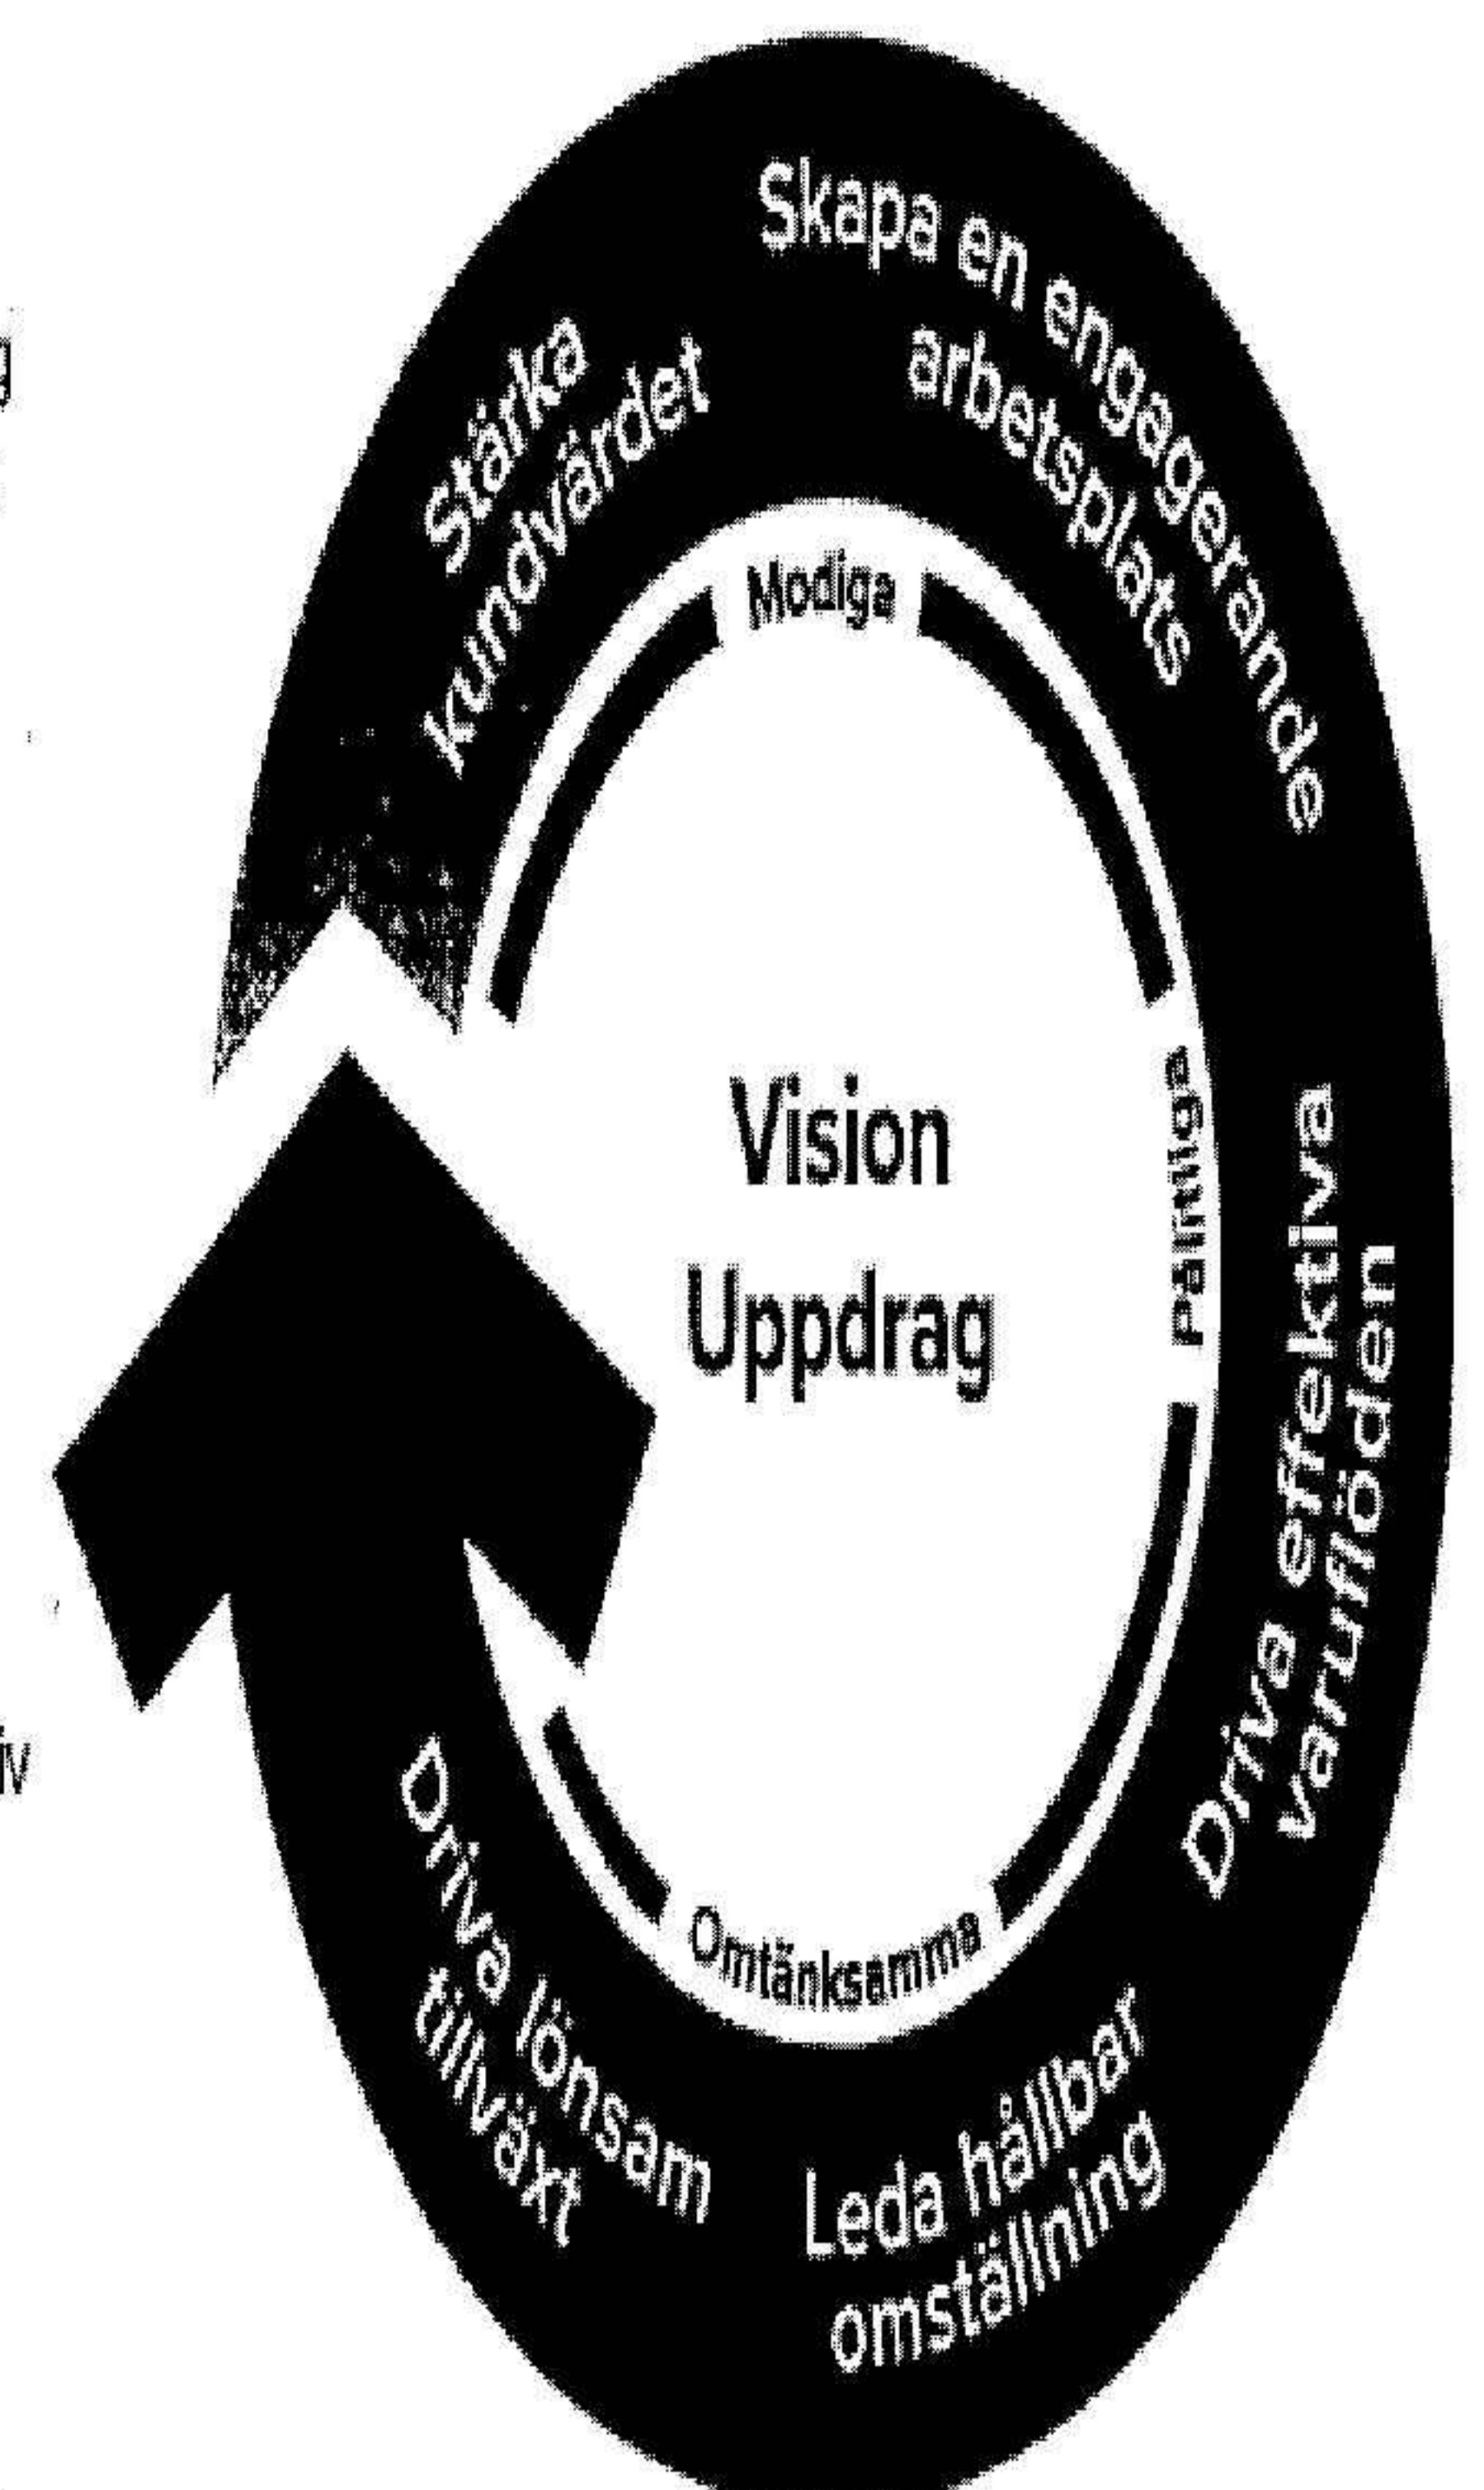 Stärka
kundvärdet
Skapa en engagerande
arbetsplats
Driva effektiva
varuflöden
Leda hållbar
omställning
Driva lönsam
tillväxt
Modiga
Pålitliga
Omtänksamma
Vision
Uppdrag